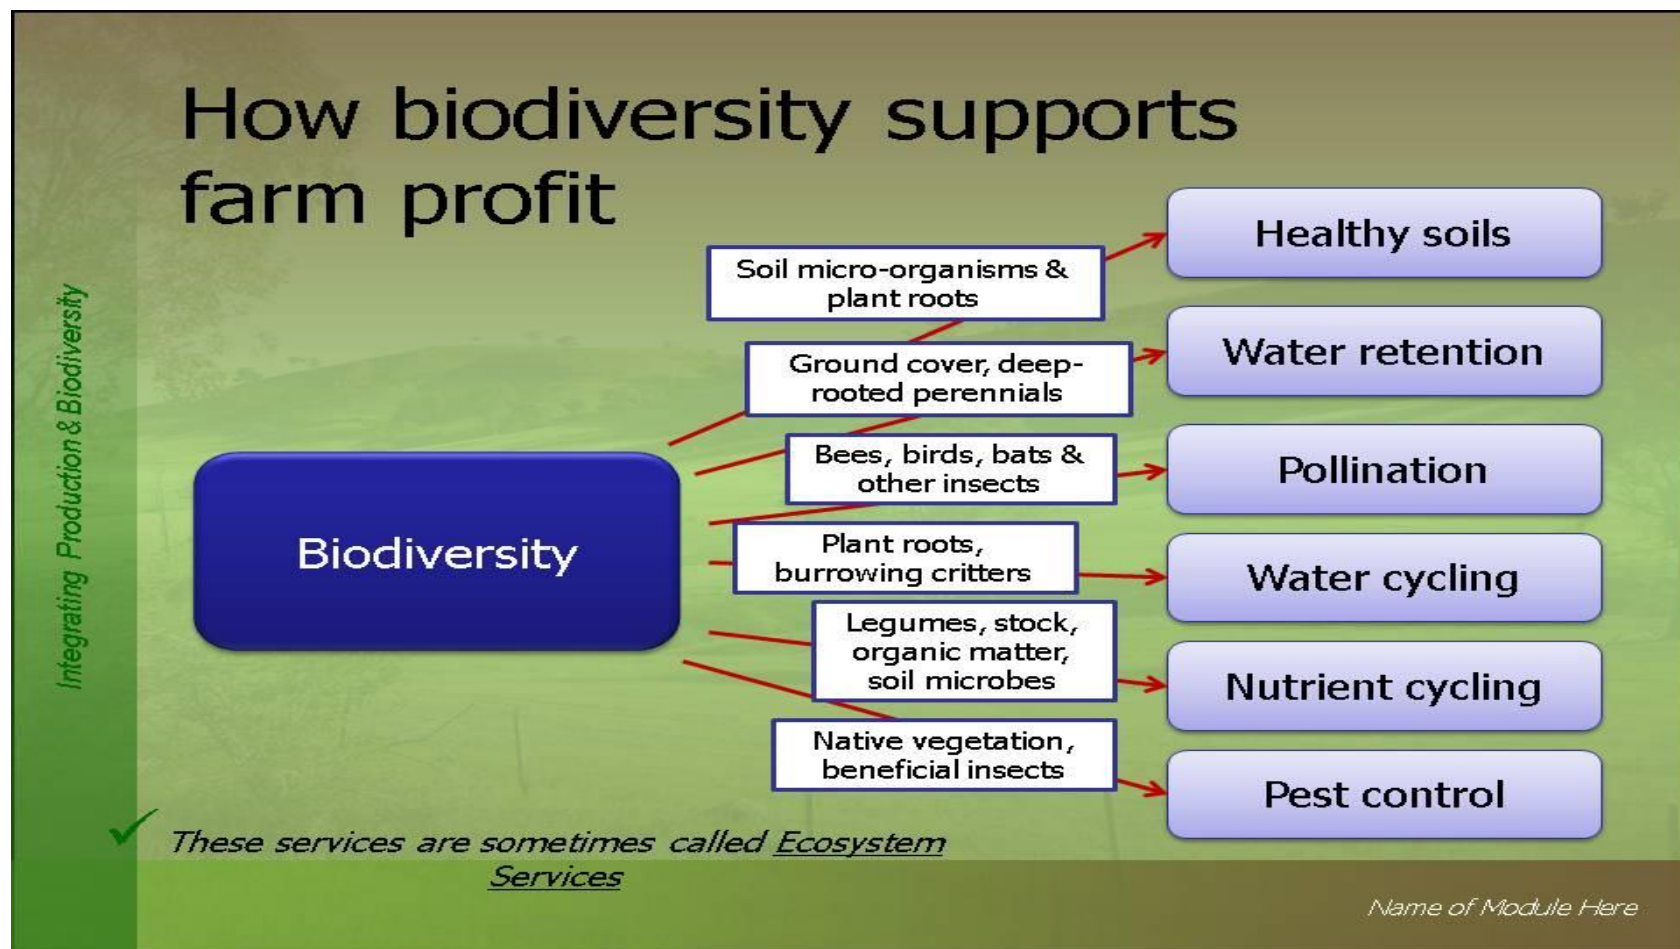 How biodiversity supports
farm profit
Integrating Production & Biodiversity
Biodiversity
Soil micro-organisms &
plant roots
Healthy soils
Ground cover, deep-
rooted perennials
Water retention
Bees, birds, bats &
other insects
Pollination
Plant roots,
burrowing critters
Water cycling
Legumes, stock,
organic matter,
soil microbes
Nutrient cycling
Native vegetation,
beneficial insects
Pest control
These services are sometimes called Ecosystem
Services
Name of Module Here